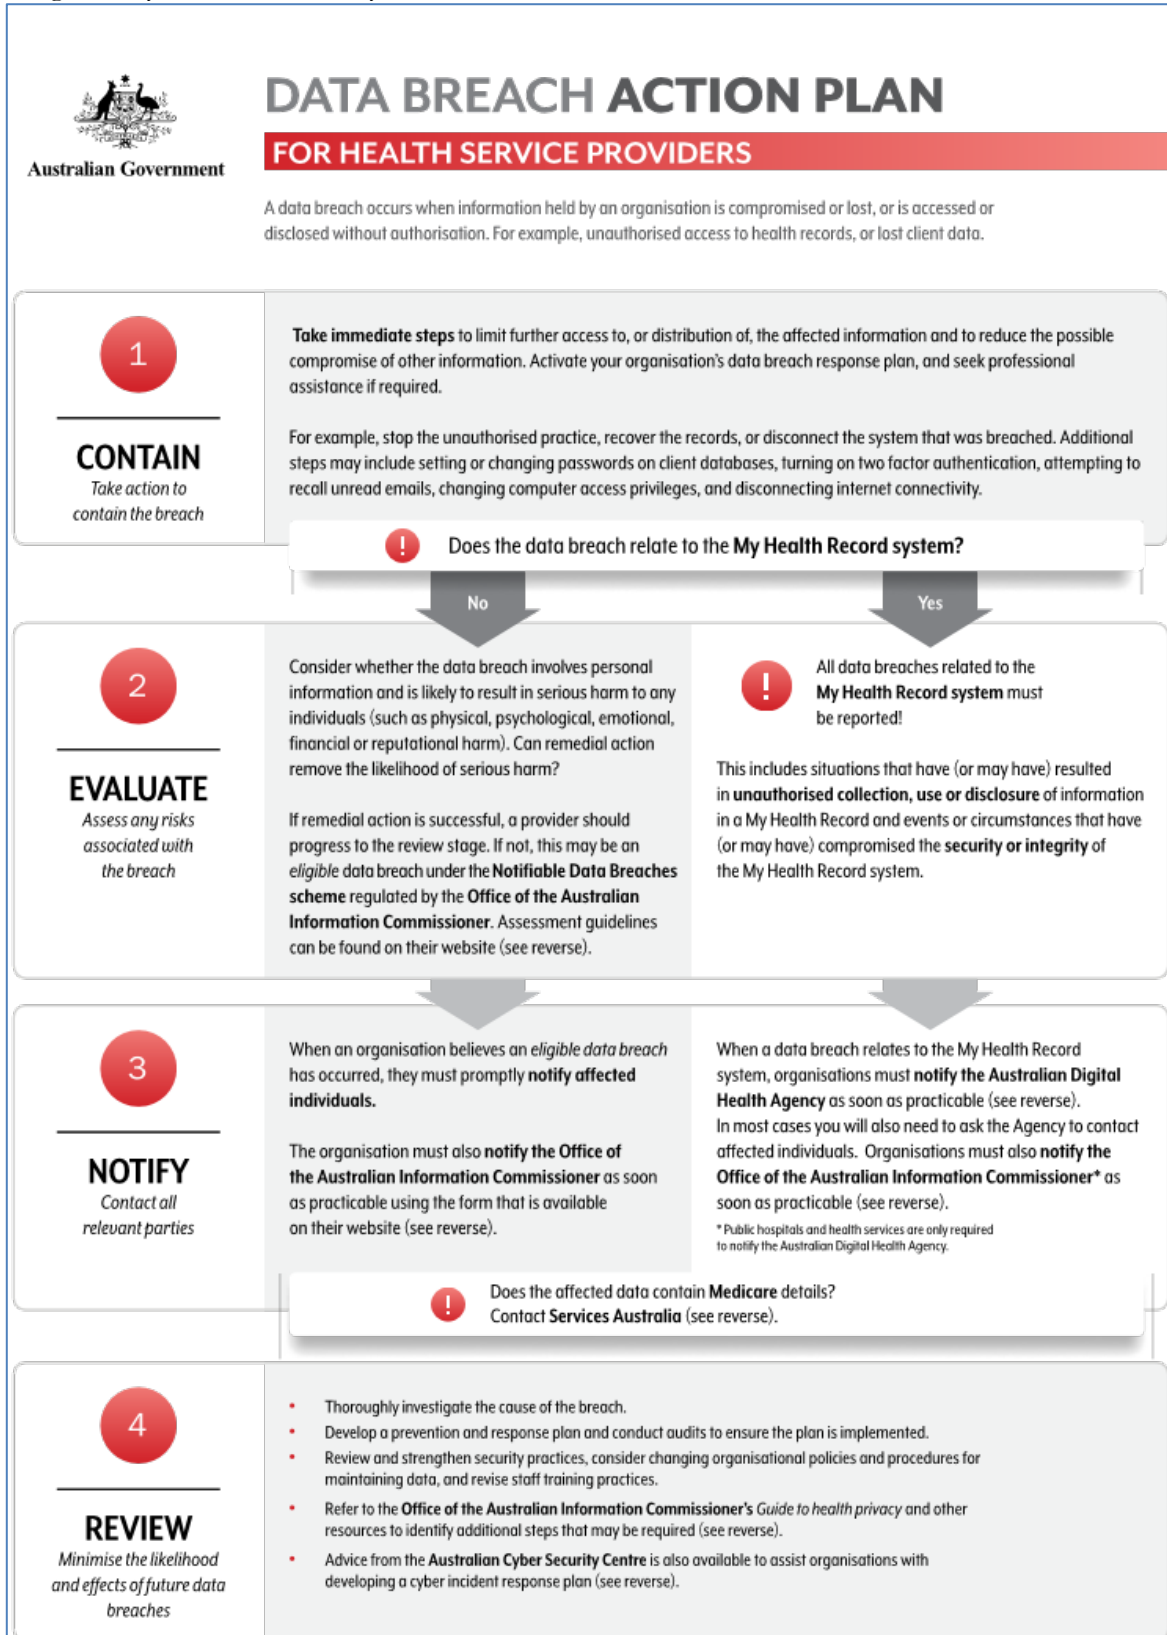 DATA BREACH ACTION PLAN
Australian Government
FOR HEALTH SERVICE PROVIDERS
A data breach occurs when information held by an organisation is compromised or lost, or is accessed or
disclosed without authorisation. For example, unauthorised access to health records, or lost client data.
1
CONTAIN
Take action to
contain the breach
Take immediate steps to limit further access to, or distribution of, the affected information and to reduce the possible
compromise of other information. Activate your organisation's data breach response plan, and seek professional
assistance if required.
For example, stop the unauthorised practice, recover the records, or disconnect the system that was breached. Additional
steps may include setting or changing passwords on client databases, turning on two factor authentication, attempting to
recall unread emails, changing computer access privileges, and disconnecting internet connectivity.
! Does the data breach relate to the My Health Record system?
No
Yes
2
EVALUATE
Assess any risks
associated with
the breach
Consider whether the data breach involves personal
information and is likely to result in serious harm to any
individuals (such as physical, psychological, emotional,
financial or reputational harm). Can remedial action
remove the likelihood of serious harm?
If remedial action is successful, a provider should
progress to the review stage. If not, this may be an
eligible data breach under the Notifiable Data Breaches
scheme regulated by the Office of the Australian
Information Commissioner. Assessment guidelines
can be found on their website (see reverse).
!
All data breaches related to the
My Health Record system must
be reported!
This includes situations that have (or may have) resulted
in unauthorised collection, use or disclosure of information
in a My Health Record and events or circumstances that have
(or may have) compromised the security or integrity of
the My Health Record system.
3
NOTIFY
Contact all
relevant parties
When an organisation believes an eligible data breach
has occurred, they must promptly notify affected
individuals.
The organisation must also notify the Office of
the Australian Information Commissioner as soon
as practicable using the form that is available
on their website (see reverse).
When a data breach relates to the My Health Record
system, organisations must notify the Australian Digital
Health Agency as soon as practicable (see reverse).
In most cases you will also need to ask the Agency to contact
affected individuals. Organisations must also notify the
Office of the Australian Information Commissioner* as
soon as practicable (see reverse).
* Public hospitals and health services are only required
to notify the Australian Digital Health Agency.
!
Does the affected data contain Medicare details?
Contact Services Australia (see reverse).
4
REVIEW
Minimise the likelihood
and effects of future data
breaches
• Thoroughly investigate the cause of the breach.
• Develop a prevention and response plan and conduct audits to ensure the plan is implemented.
• Review and strengthen security practices, consider changing organisational policies and procedures for
maintaining data, and revise staff training practices.
• Refer to the Office of the Australian Information Commissioner's Guide to health privacy and other
resources to identify additional steps that may be required (see reverse).
• Advice from the Australian Cyber Security Centre is also available to assist organisations with
developing a cyber incident response plan (see reverse).